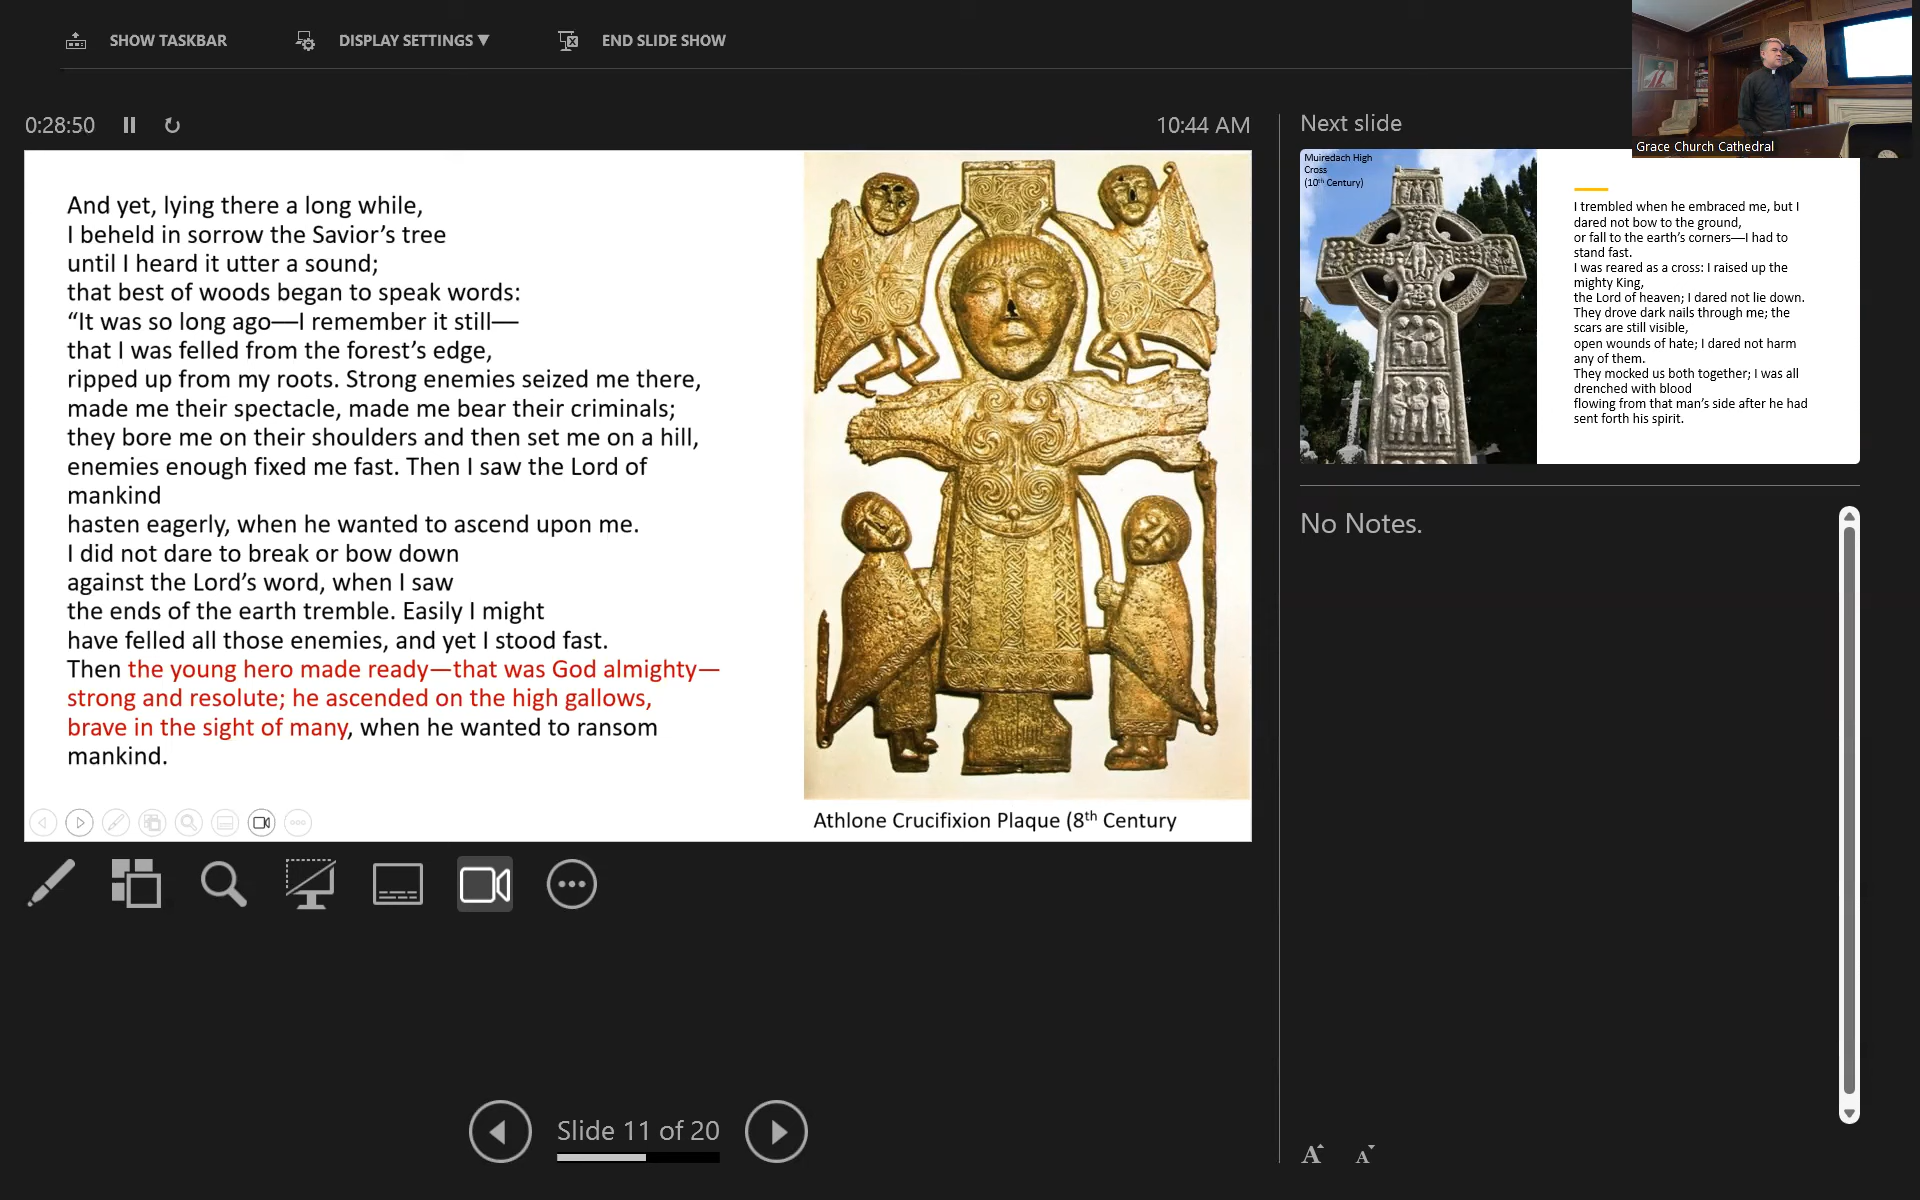 SHOW TASKBAR
DISPLAY SETTINGS ▼
END SLIDE SHOW
0:28:50
10:44 AM
And yet, lying there a long while,
I beheld in sorrow the Savior’s tree
until I heard it utter a sound;
that best of woods began to speak words:
“It was so long ago—I remember it still—
that I was felled from the forest’s edge,
ripped up from my roots. Strong enemies seized me there,
made me their spectacle, made me bear their criminals;
they bore me on their shoulders and then set me on a hill,
enemies enough fixed me fast. Then I saw the Lord of
mankind
hasten eagerly, when he wanted to ascend upon me.
I did not dare to break or bow down
against the Lord’s word, when I saw
the ends of the earth tremble. Easily I might
have felled all those enemies, and yet I stood fast.
Then the young hero made ready—that was God almighty—
strong and resolute; he ascended on the high gallows,
brave in the sight of many, when he wanted to ransom
mankind.
Athlone Crucifixion Plaque (8th Century
Slide 11 of 20
Next slide
Grace Church Cathedral
Muiredach High
Cross
(10th Century)
I trembled when he embraced me, but I
dared not bow to the ground,
or fall to the earth’s corners—I had to
stand fast.
I was reared as a cross: I raised up the
mighty King,
the Lord of heaven; I dared not lie down.
They drove dark nails through me; the
scars are still visible,
open wounds of hate; I dared not harm
any of them.
They mocked us both together; I was all
drenched with blood
flowing from that man’s side after he had
sent forth his spirit.
No Notes.
A A